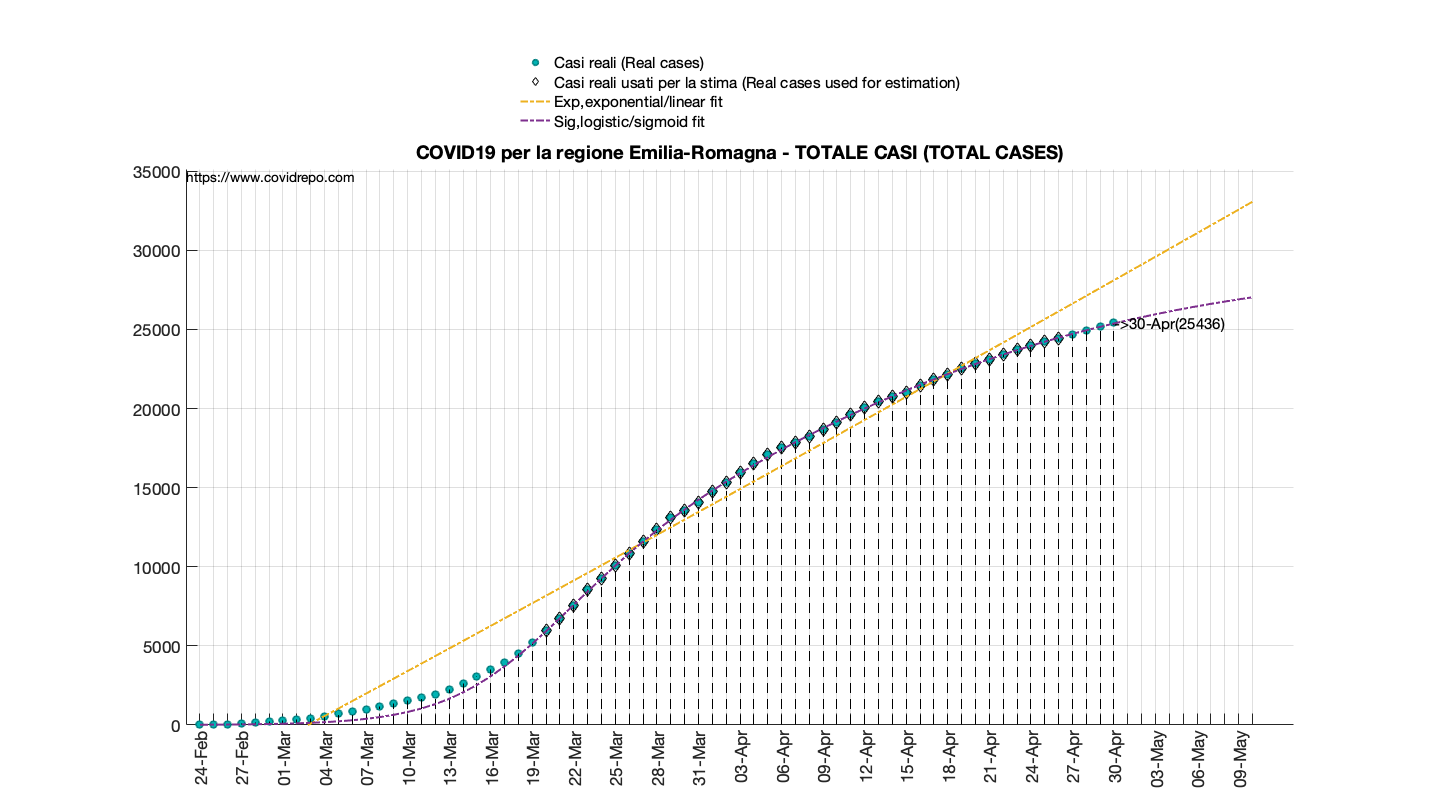 Casi reali (Real cases)
Casi reali usati per la stima (Real cases used for estimation)
Exp,exponential/linear fit
Sig,logistic/sigmoid fit
COVID19 per la regione Emilia-Romagna - TOTALE CASI (TOTAL CASES)
https://www.covidrepo.com
35000
30000
25000
20000
15000
10000
5000
0
>30-Apr(25436)
24-Feb
27-Feb
01-Mar
04-Mar
07-Mar
10-Mar
13-Mar
16-Mar
19-Mar
22-Mar
25-Mar
28-Mar
31-Mar
03-Apr
06-Apr
09-Apr
12-Apr
15-Apr
18-Apr
21-Apr
24-Apr
27-Apr
30-Apr
03-May
06-May
09-May